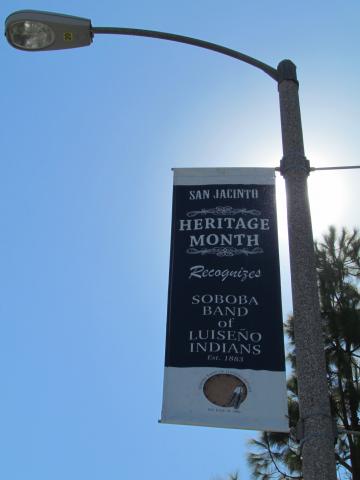 SAN JACINTO
HERITAGE
MONTH
Recognizes
SOBOBA
BAND
of
LUISEÑO
INDIANS
Est. 1883